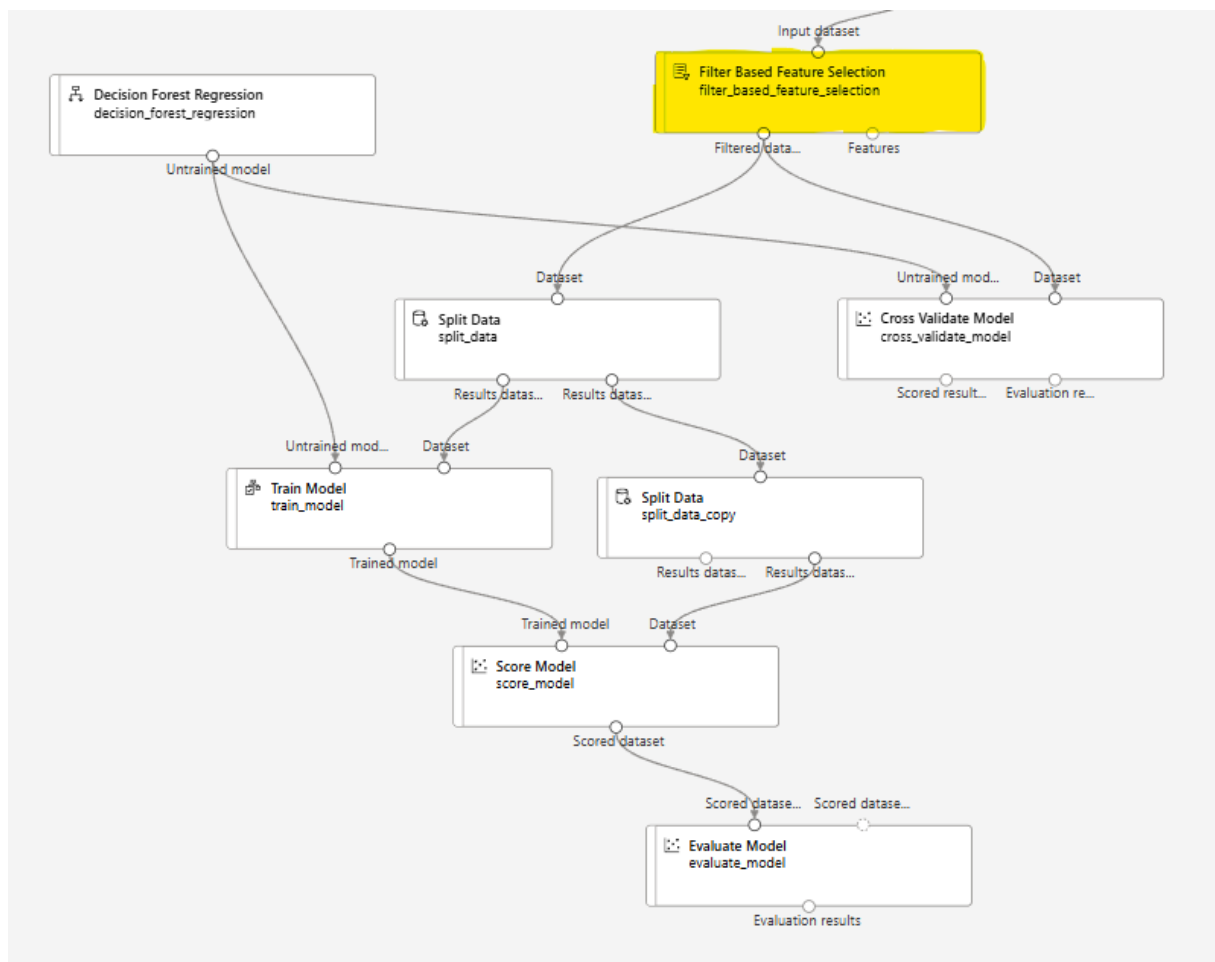 Input dataset
Filter Based Feature Selection
filter_based_feature_selection
Filtered data...
Features
Decision Forest Regression
decision_forest_regression
Untrained model
Dataset
Untrained mod...
Dataset
Split Data
split_data
Results datas...
Results datas...
Cross Validate Model
cross_validate_model
Scored result...
Evaluation re...
Untrained mod...
Dataset
Train Model
train_model
Trained model
Dataset
Split Data
split_data_copy
Results datas...
Results datas...
Trained model
Dataset
Score Model
score_model
Scored dataset
Scored datase...
Scored datase...
Evaluate Model
evaluate_model
Evaluation results